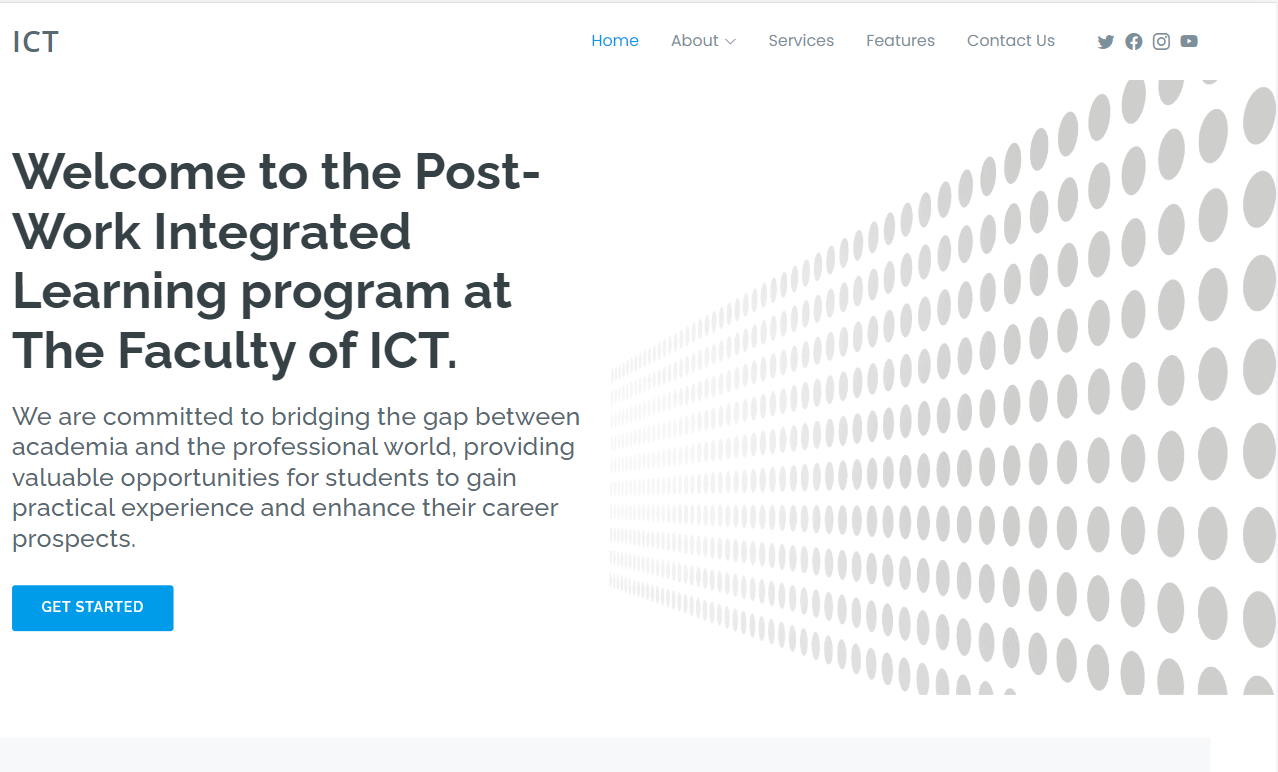 ICT
Home
About
Services
Features
Contact Us
Welcome to the Post-
Work Integrated
Learning program at
The Faculty of ICT.
We are committed to bridging the gap between
academia and the professional world, providing
valuable opportunities for students to gain
practical experience and enhance their career
prospects.
GET STARTED